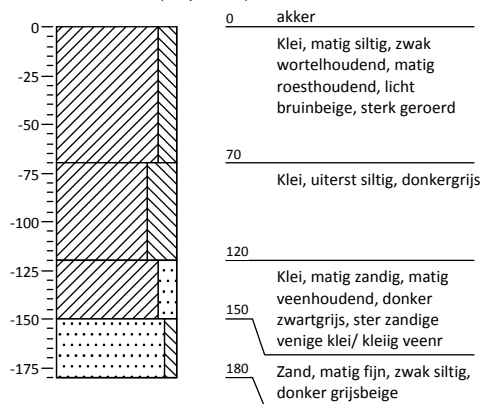 0 akker
0
Klei, matig siltig, zwak
wortelhoudend, matig
roesthoudend, licht
bruinbeige, sterk geroerd
-25
-50
70
-75
Klei, uiterst siltig, donkergrijs
-100
120
-125
Klei, matig zandig, matig
veenhoudend, donker
zwartgrijs, ster zandige
venige klei/ kleiig veenr
150
-150
180
Zand, matig fijn, zwak siltig,
donker grijsbeige
-175